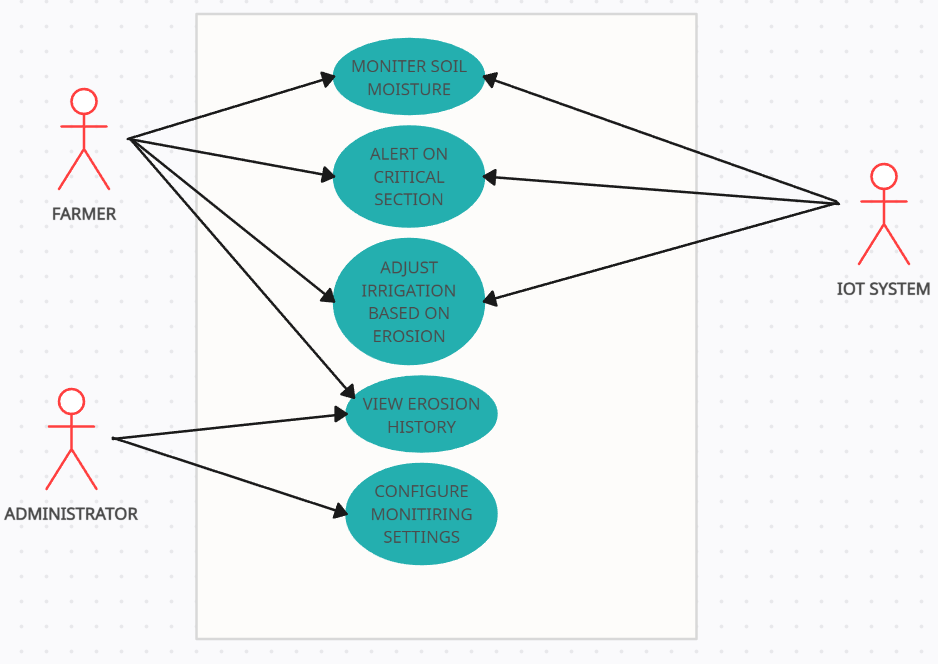 MONITER SOIL
MOISTURE
ALERT ON
CRITICAL
SECTION
FARMER
ADJUST
IRRIGATION
BASED ON
EROSION
IOT SYSTEM
VIEW EROSION
HISTORY
CONFIGURE
MONITIRING
SETTINGS
ADMINISTRATOR